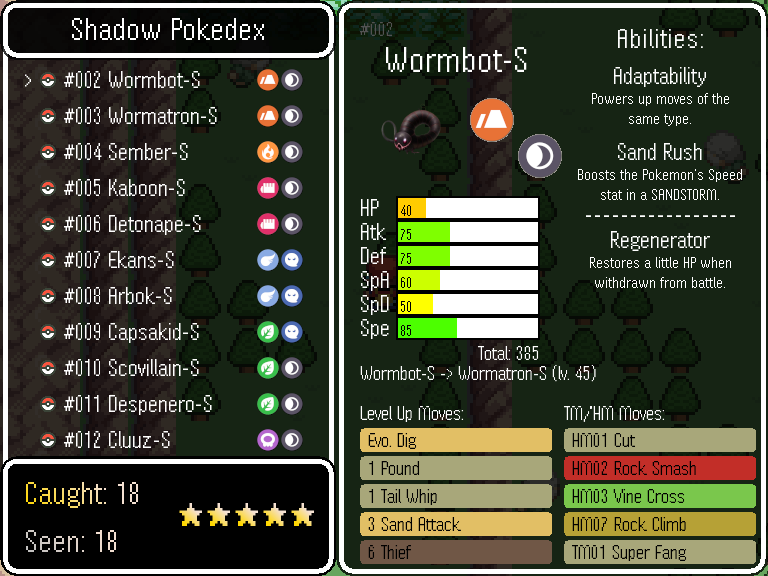 Shadow Pokedex
> #002 Wormbot-S
#003 Wormatron-S
#004 Sember-S
#005 Kaboon-S
#006 Detonape-S
#007 Ekans-S
#008 Arbok-S
#009 Capsakid-S
#010 Scovillain-S
#011 Despenero-S
#012 Cluuz-S
Caught: 18
Seen: 18
#002
Wormbot-S
HP 40
Atk 75
Def 75
SpA 60
SpD 50
Spe 85
Total: 385
Wormbot-S -> Wormatron-S (lv. 45)
Abilities:
Adaptability
Powers up moves of the
same type.
Sand Rush
Boosts the Pokemon's Speed
stat in a SANDSTORM.
Regenerator
Restores a little HP when
withdrawn from battle.
Level Up Moves:
Evo. Dig
1 Pound
1 Tail Whip
3 Sand Attack
6 Thief
TM/HM Moves:
HM01 Cut
HM02 Rock Smash
HM03 Vine Cross
HM07 Rock Climb
TM01 Super Fang